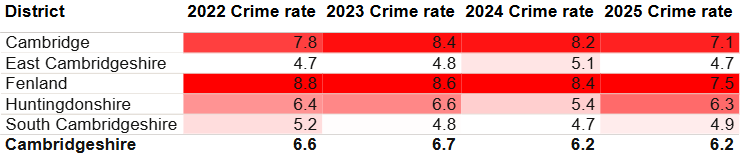 District 2022 Crime rate 2023 Crime rate 2024 Crime rate 2025 Crime rate
Cambridge 7.8 8.4 8.2 7.1
East Cambridgeshire 4.7 4.8 5.1 4.7
Fenland 8.8 8.6 8.4 7.5
Huntingdonshire 6.4 6.6 5.4 6.3
South Cambridgeshire 5.2 4.8 4.7 4.9
Cambridgeshire 6.6 6.7 6.2 6.2